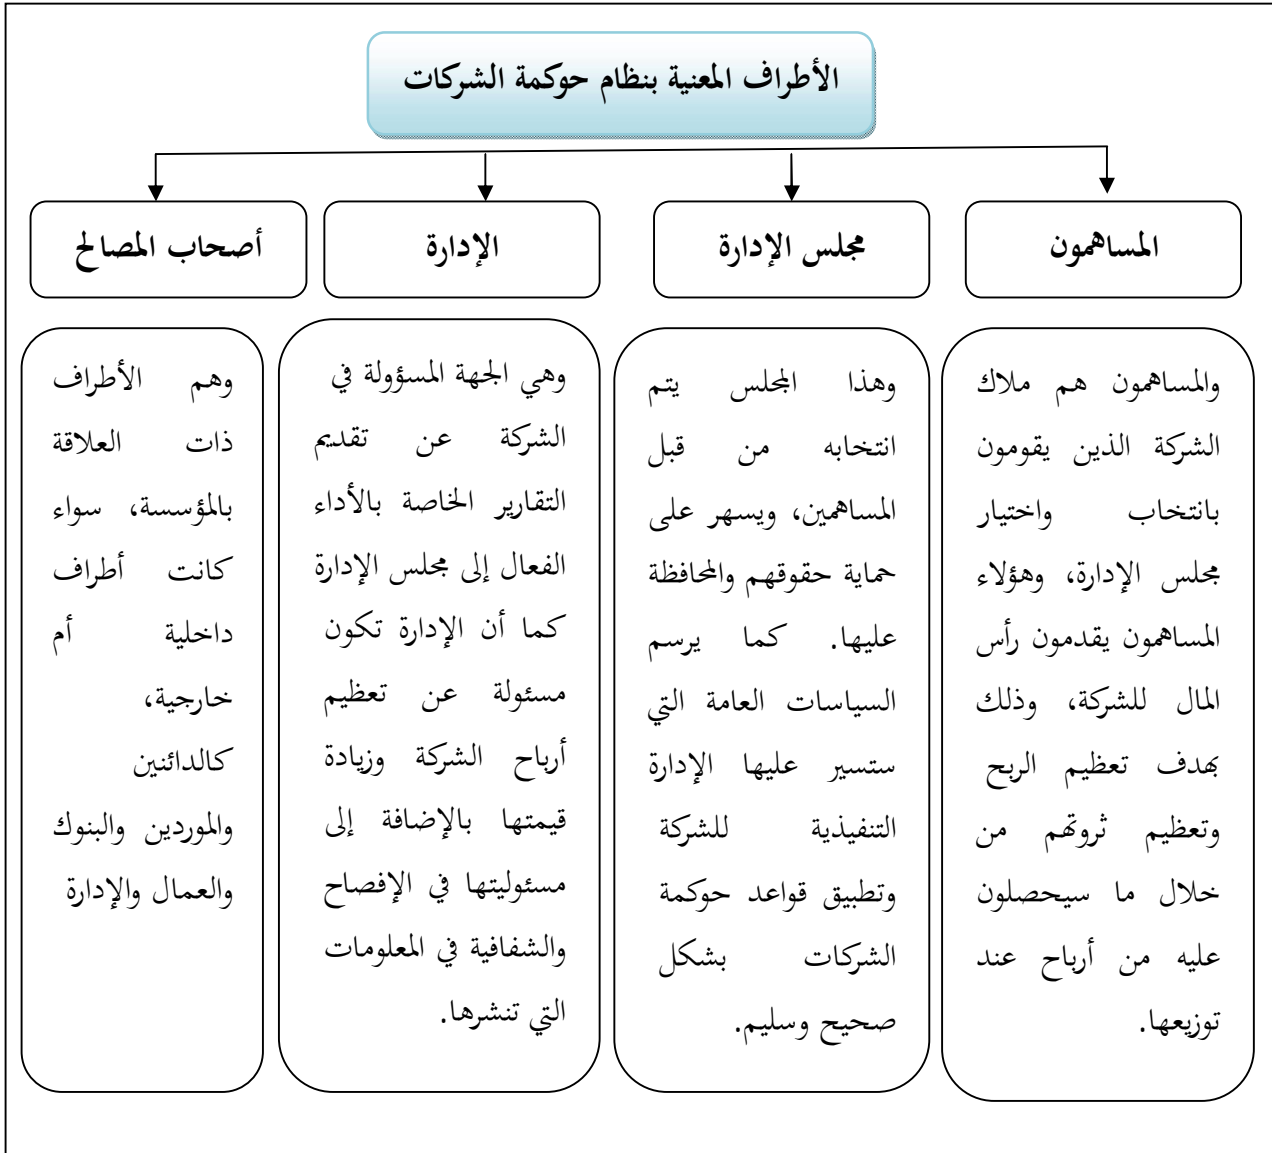 الأطراف المعنية بنظام حوكمة الشركات
المساهمون
مجلس الإدارة
الإدارة
أصحاب المصالح
والمساهمون هم ملاك
الشركة الذين يقومون
بانتخاب واختيار
مجلس الإدارة، وهؤلاء
المساهمون يقدمون رأس
المال للشركة، وذلك
بهدف تعظيم الربح
وتعظيم ثروتهم من
خلال ما سيحصلون
عليه من أرباح عند
توزيعها.
وهذا المجلس يتم
انتخابه من قبل
المساهمين، ويسهر على
حماية حقوقهم والمحافظة
عليها. كما يرسم
السياسات العامة التي
ستسير عليها الإدارة
التنفيذية للشركة
وتطبيق قواعد حوكمة
الشركات بشكل
صحيح وسليم.
وهي الجهة المسؤولة في
الشركة عن تقديم
التقارير الخاصة بالأداء
الفعال إلى مجلس الإدارة
كما أن الإدارة تكون
مسئولة عن تعظيم
أرباح الشركة وزيادة
قيمتها بالإضافة إلى
مسئوليتها في الإفصاح
والشفافية في المعلومات
التي تنشرها.
وهم الأطراف
ذات العلاقة
بالمؤسسة، سواء
كانت أطراف
داخلية أم
خارجية،
كالدائنين
والموردين والبنوك
والعمال والإدارة